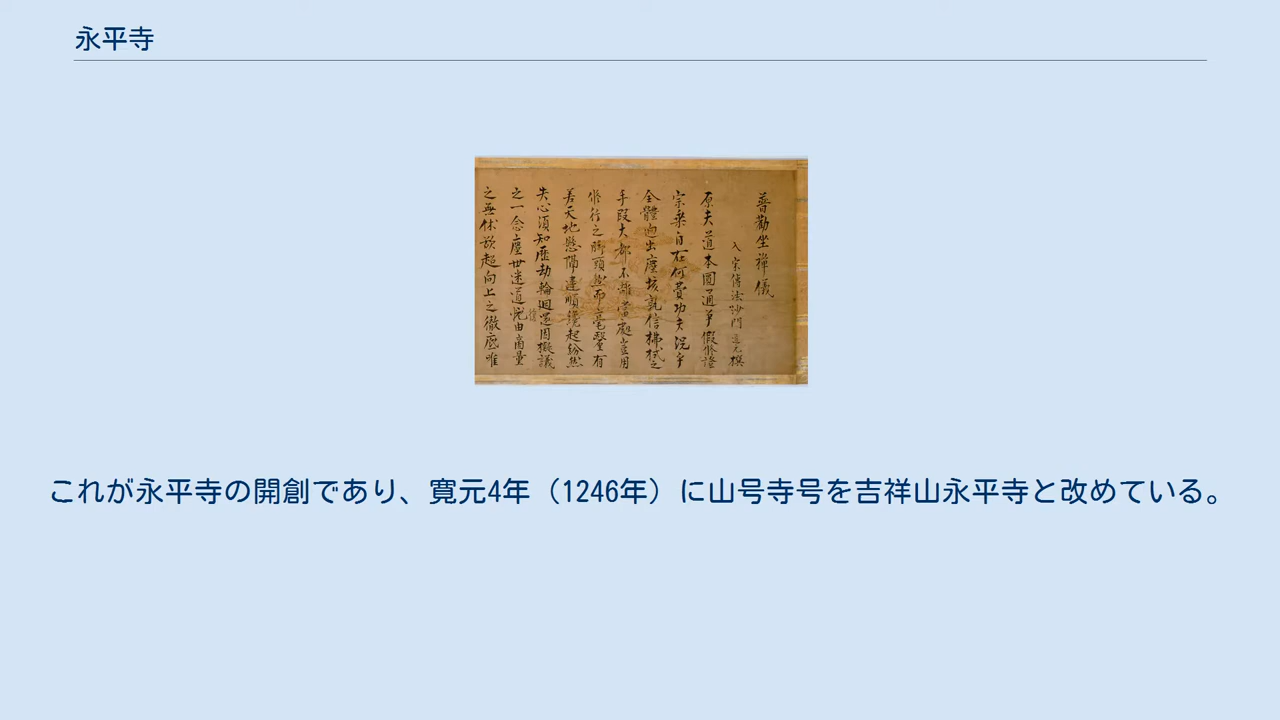 永平寺
普勸坐禪儀
入宋傳法沙門道元撰
原夫道本圓通爭假修證
宗乘自在何費功夫況乎
全體迥出塵埃孰信拂拭之
手段大都不離當處豈用
修行之脚頭然而毫釐有
差天地懸隔違順纔起紛然
失心須知歷劫輪廻還因擬議
之一念塵世迷道復由商量
之無休欲超向上之徹底唯
これが永平寺の開創であり、寛元4年（1246年）に山号寺号を吉祥山永平寺と改めている。